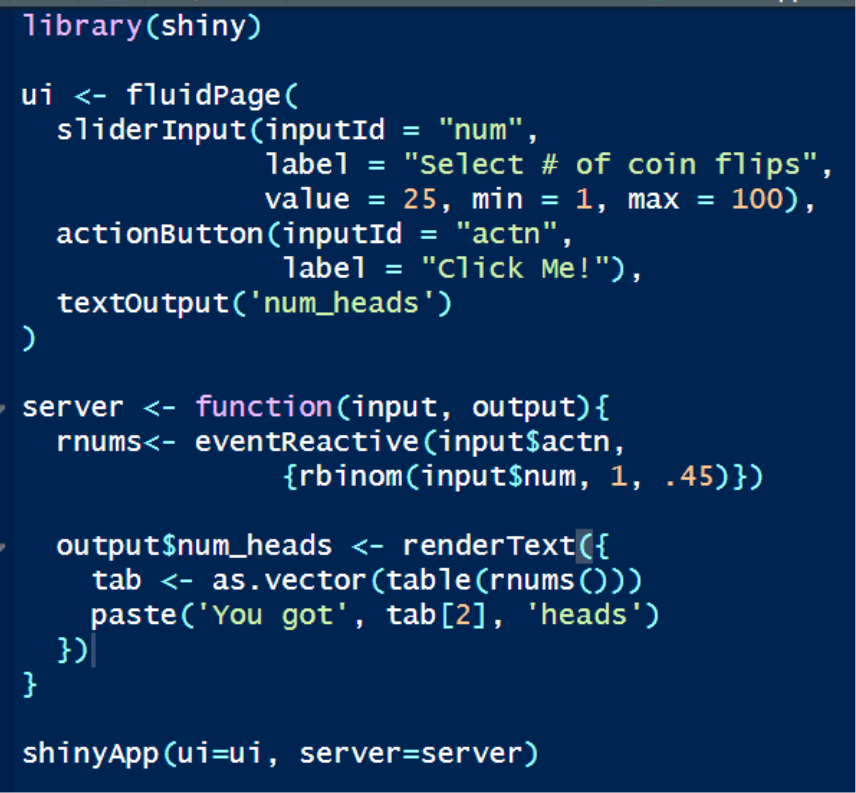 library(shiny)
ui <- fluidPage(
  sliderInput(inputId = "num",
              label = "Select # of coin flips",
              value = 25, min = 1, max = 100),
  actionButton(inputId = "actn",
               label = "Click Me!"),
  textOutput('num_heads')
)
server <- function(input, output){
  rnums<- eventReactive(input$actn,
               {rbinom(input$num, 1, .45)})
  output$num_heads <- renderText({
    tab <- as.vector(table(rnums()))
    paste('You got', tab[2], 'heads')
  })
}
shinyApp(ui=ui, server=server)